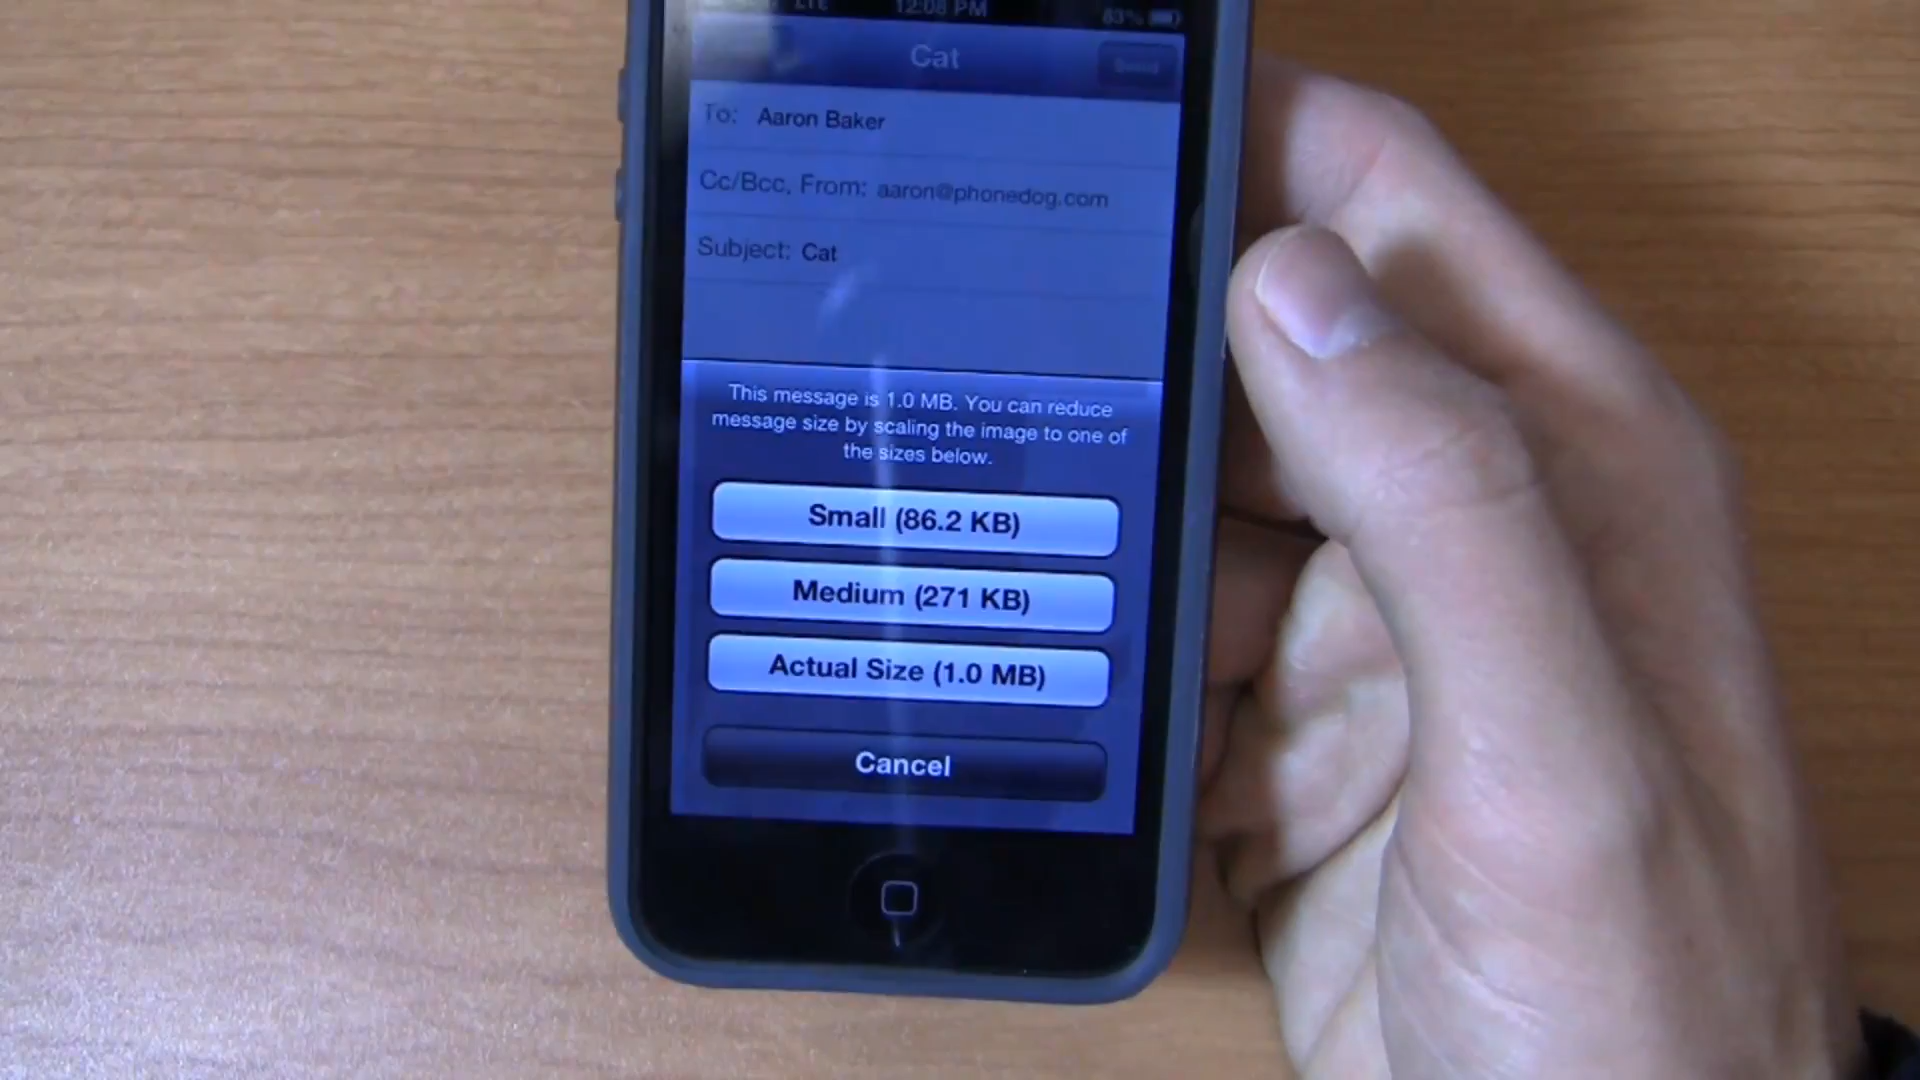 LTE 12:08 PM 83%
Cat Send
To: Aaron Baker
Cc/Bcc, From: aaron@phonedog.com
Subject: Cat
This message is 1.0 MB. You can reduce
message size by scaling the image to one of
the sizes below.
Small (86.2 KB)
Medium (271 KB)
Actual Size (1.0 MB)
Cancel